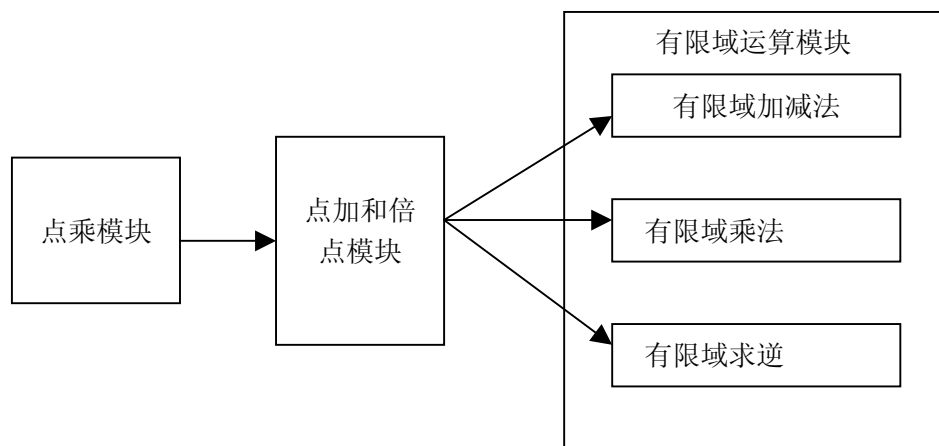 有限域运算模块
有限域加减法
点乘模块
点加和倍
点模块
有限域乘法
有限域求逆